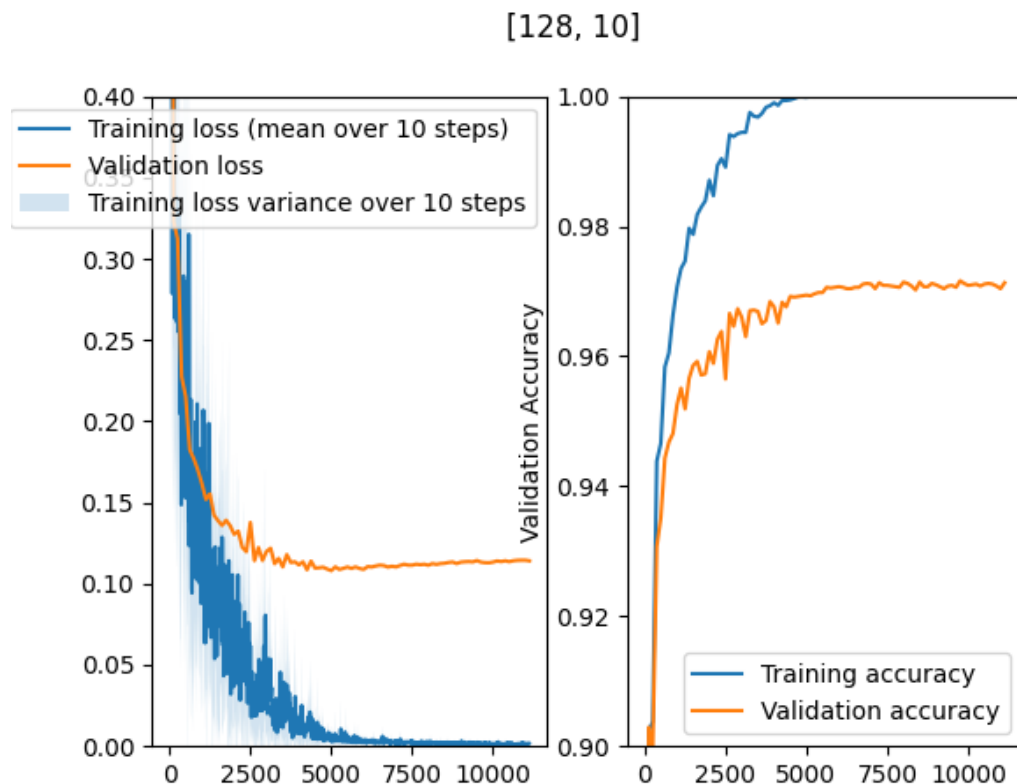 [128, 10]
0.40
Training loss (mean over 10 steps)
Validation loss
0.35
Training loss variance over 10 steps
0.30
0.25
0.20
0.15
0.10
0.05
0.00
0 2500 5000 7500 10000
Validation Accuracy
1.00
0.98
0.96
0.94
0.92
0.90
Training accuracy
Validation accuracy
0 2500 5000 7500 10000